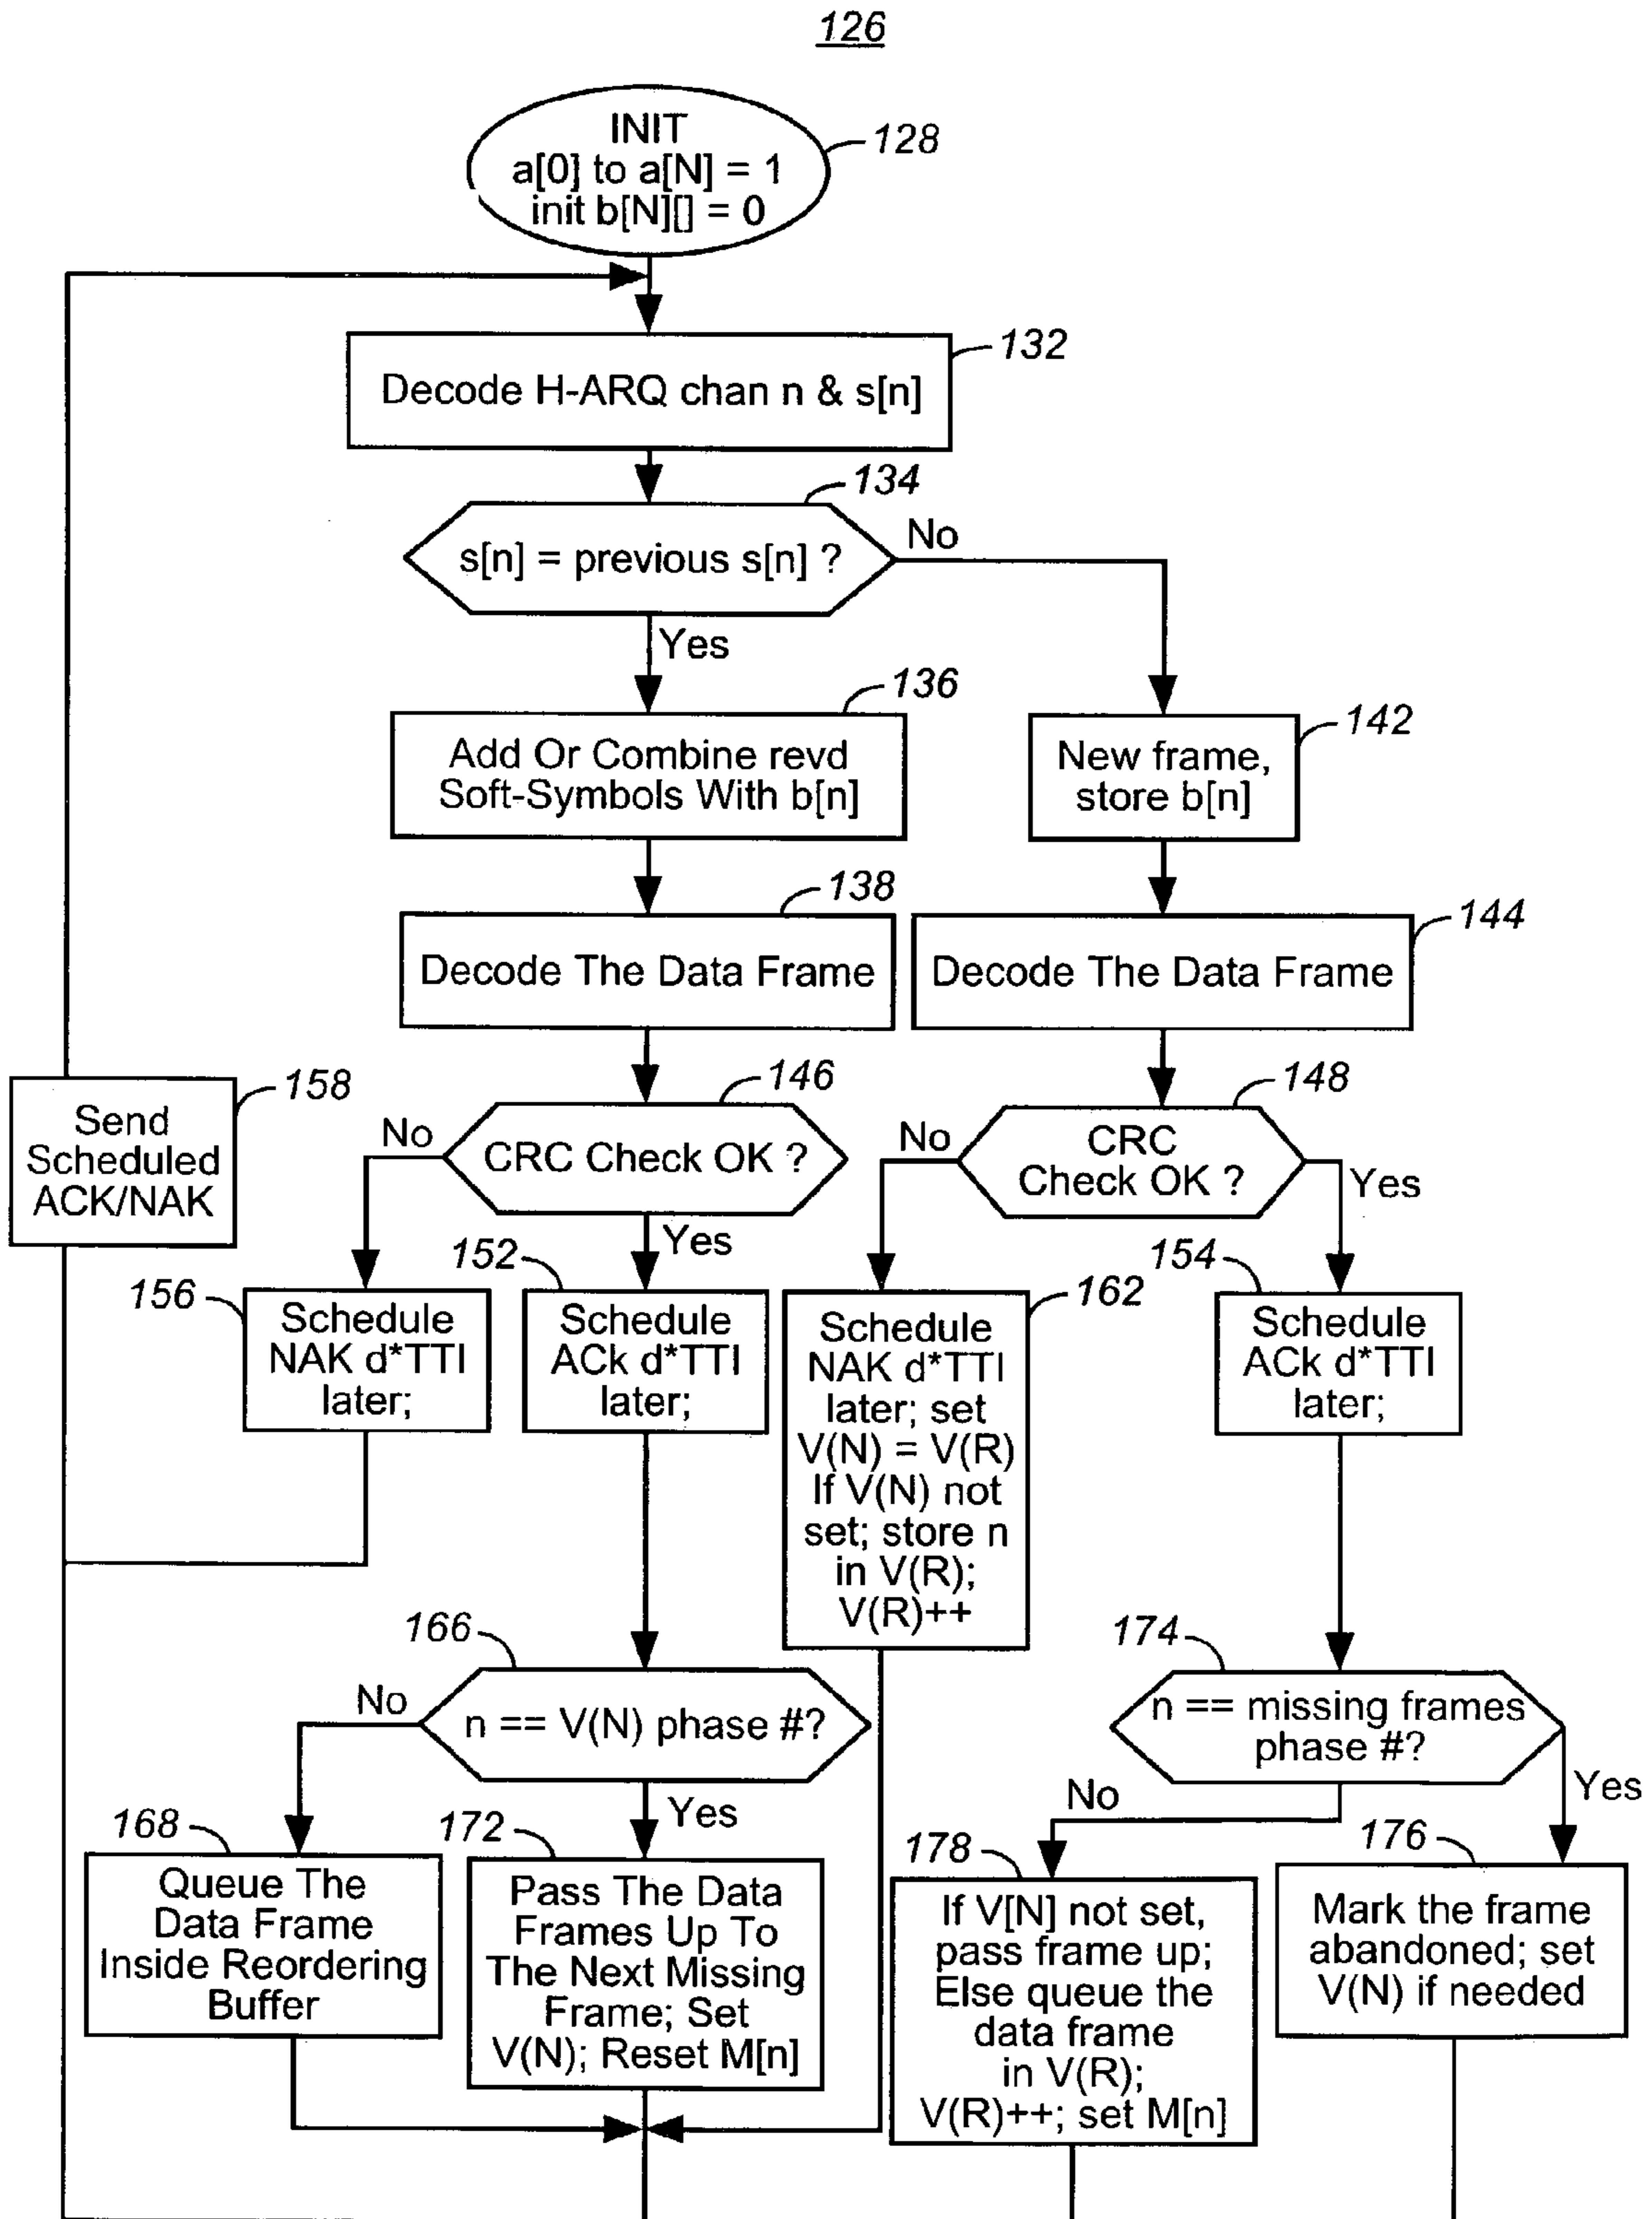 126
INIT
a[0] to a[N] = 1
init b[N][] = 0
128
Decode H-ARQ chan n & s[n]
132
134
s[n] = previous s[n] ?
No
Yes
136
Add Or Combine revd
Soft-Symbols With b[n]
142
New frame,
store b[n]
138
Decode The Data Frame
144
Decode The Data Frame
158
Send
Scheduled
ACK/NAK
146
No
CRC Check OK ?
Yes
148
No
CRC
Check OK ?
Yes
156
Schedule
NAK d*TTI
later;
152
Schedule
ACk d*TTI
later;
162
Schedule
NAK d*TTI
later; set
V(N) = V(R)
If V(N) not
set; store n
in V(R);
V(R)++
154
Schedule
ACk d*TTI
later;
166
No
n == V(N) phase #?
Yes
174
n == missing frames
phase #?
No
Yes
168
Queue The
Data Frame
Inside Reordering
Buffer
172
Pass The Data
Frames Up To
The Next Missing
Frame; Set
V(N); Reset M[n]
178
If V[N] not set,
pass frame up;
Else queue the
data frame
in V(R);
V(R)++; set M[n]
176
Mark the frame
abandoned; set
V(N) if needed